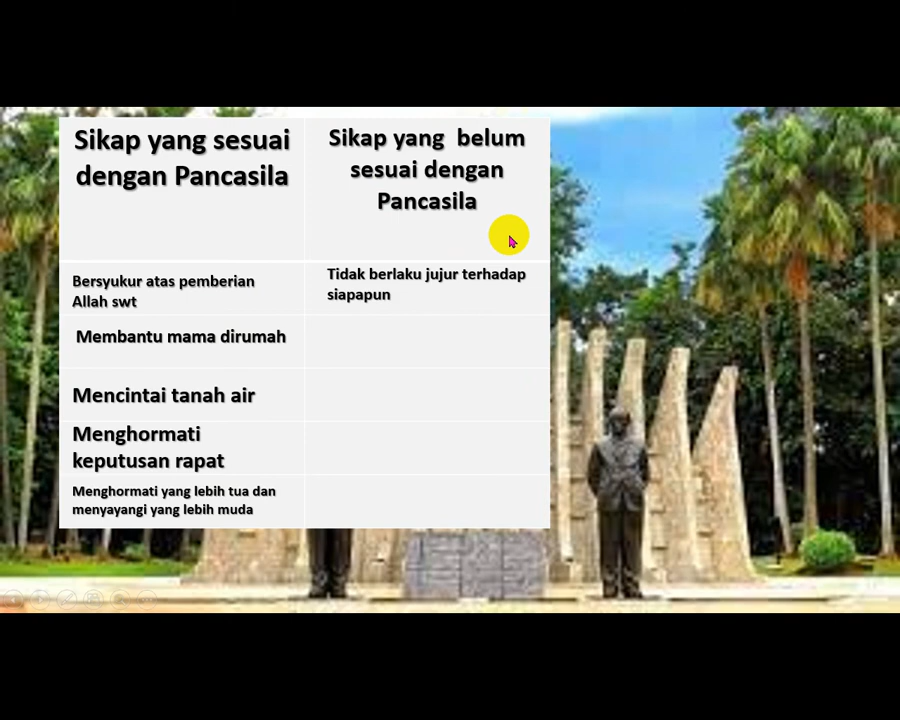 Sikap yang sesuai
dengan Pancasila
Sikap yang belum
sesuai dengan
Pancasila
Bersyukur atas pemberian
Allah swt
Tidak berlaku jujur terhadap
siapapun
Membantu mama dirumah
Mencintai tanah air
Menghormati
keputusan rapat
Menghormati yang lebih tua dan
menyayangi yang lebih muda